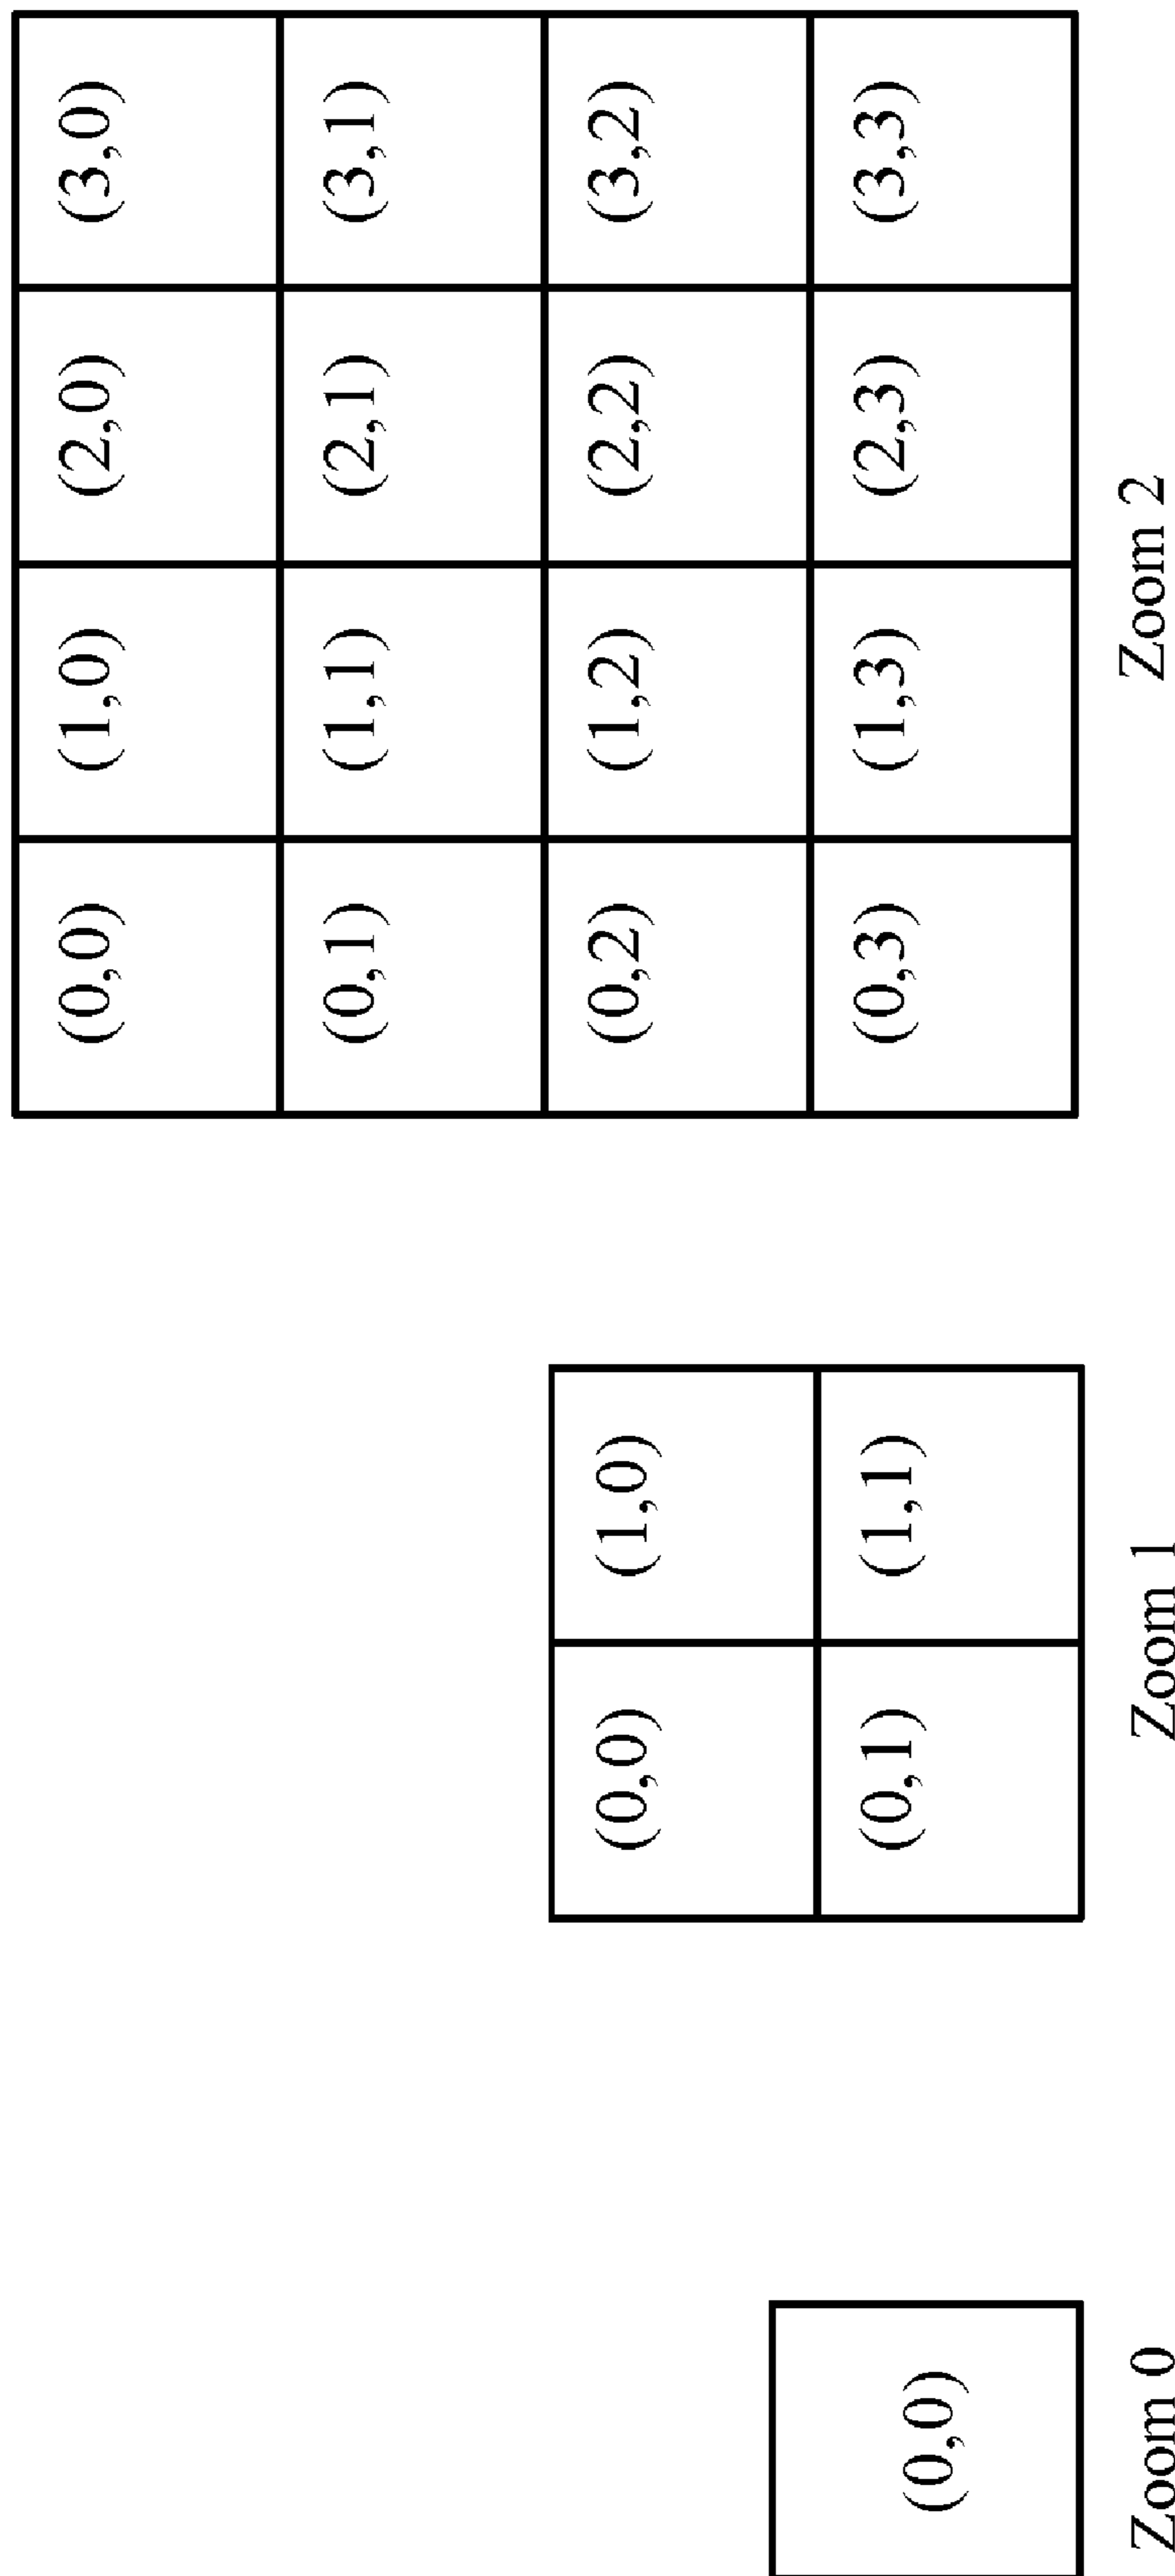 (0,0)
Zoom 0
(0,0) (1,0)
(0,1) (1,1)
Zoom 1
(0,0) (1,0) (2,0) (3,0)
(0,1) (1,1) (2,1) (3,1)
(0,2) (1,2) (2,2) (3,2)
(0,3) (1,3) (2,3) (3,3)
Zoom 2